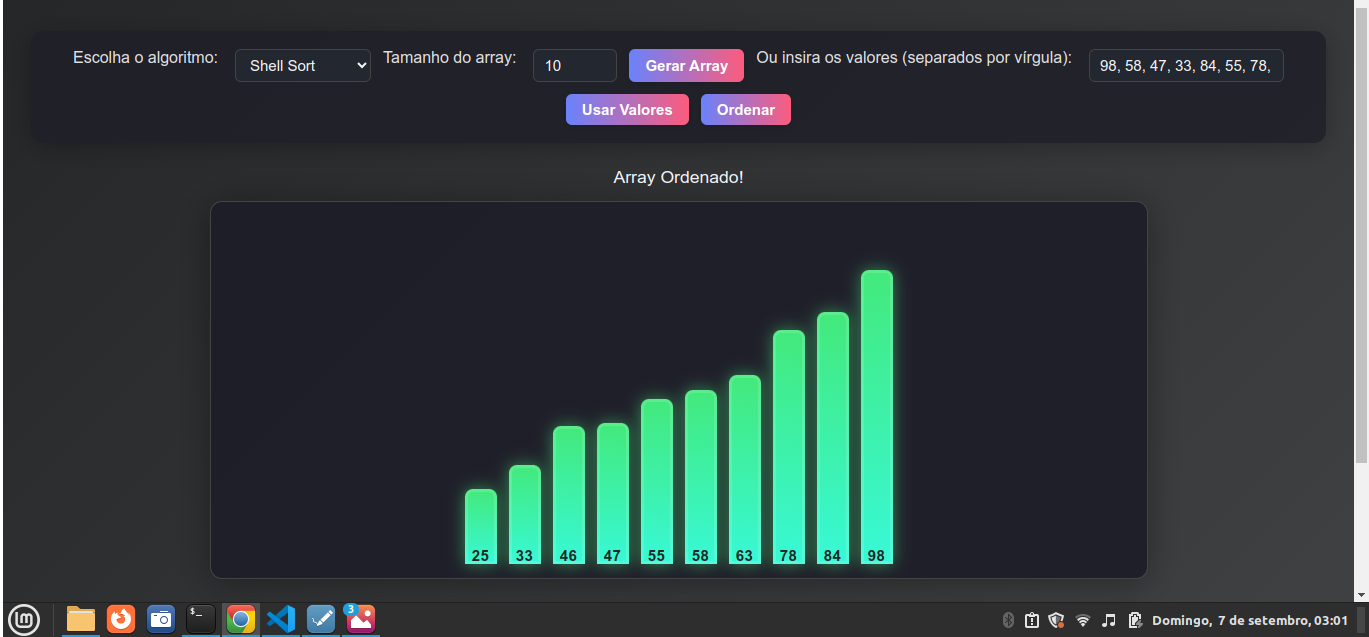 Escolha o algoritmo: Shell Sort Tamanho do array: 10 Gerar Array Ou insira os valores (separados por vírgula): 98, 58, 47, 33, 84, 55, 78,
Usar Valores Ordenar
Array Ordenado!
25 33 46 47 55 58 63 78 84 98
3
$_
lm
Domingo, 7 de setembro, 03:01